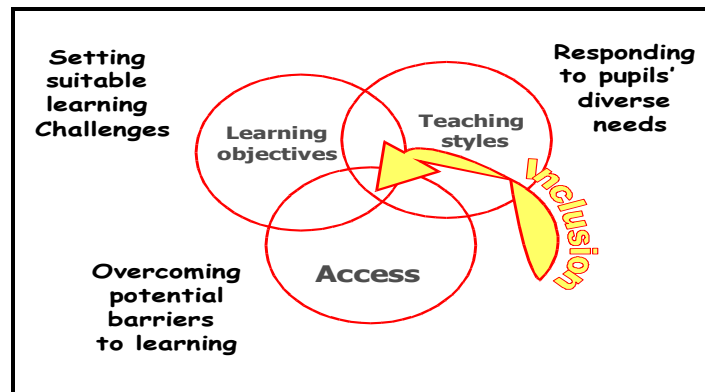 Setting
suitable
learning
Challenges
Responding
to pupils’
diverse
needs
Learning
objectives
Teaching
styles
Inclusion
Access
Overcoming
potential
barriers
to learning